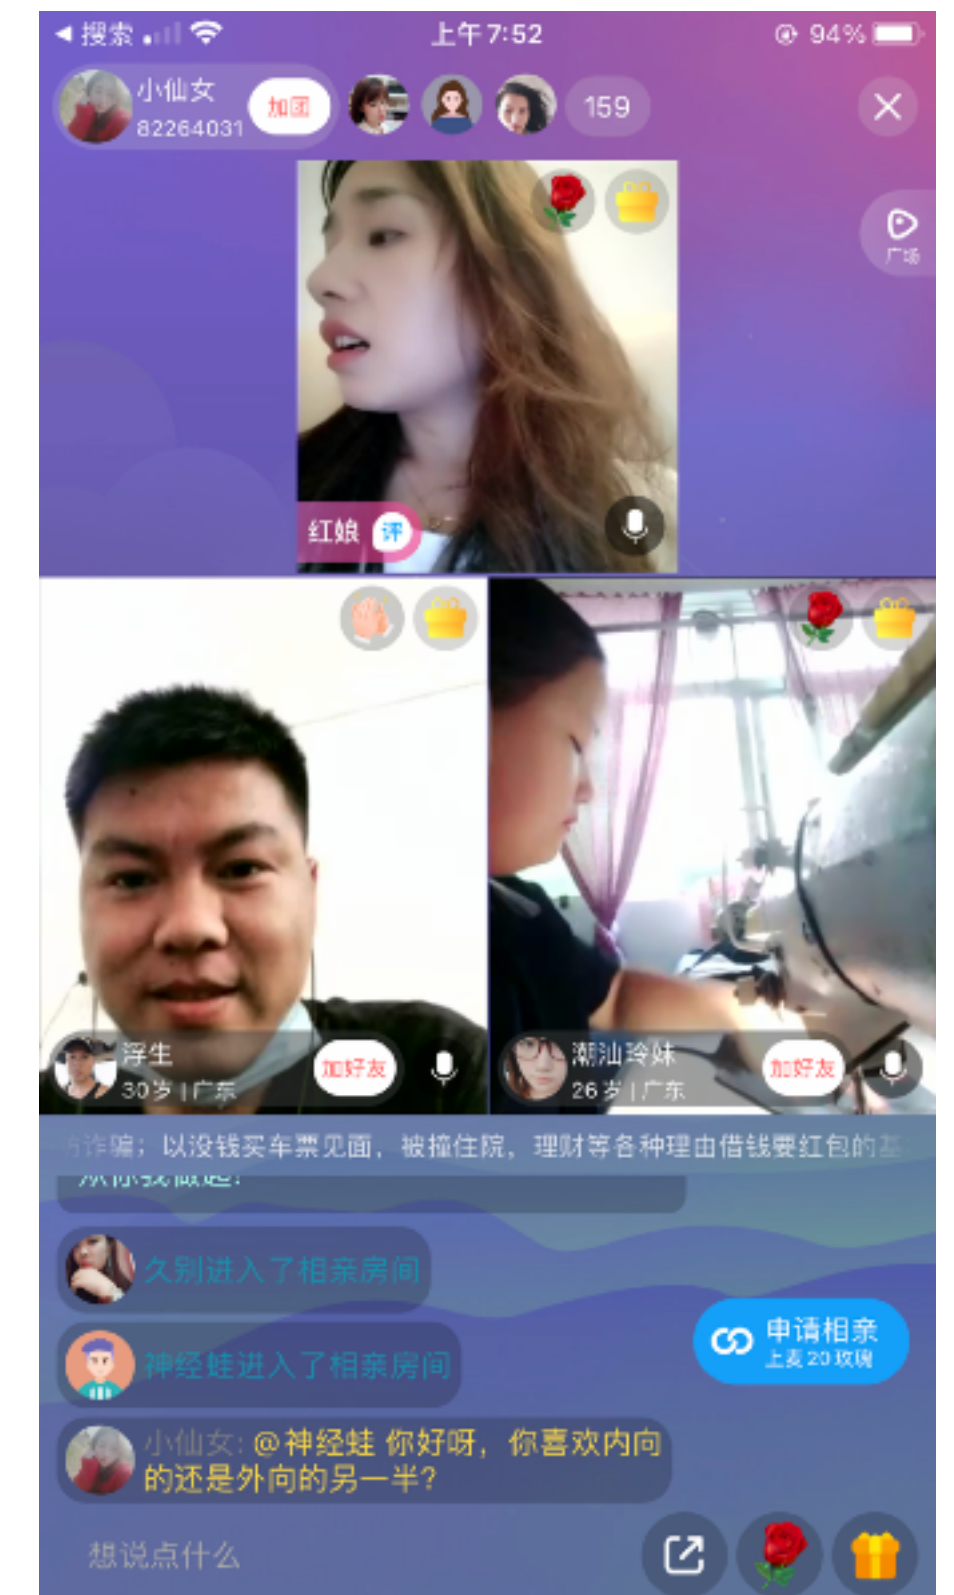 搜索
上午7:52
94%
小仙女
82264031
加团
159
广场
红娘 评
浮生
30岁 | 广东
加好友
潮汕玲妹
26岁 | 广东
加好友
诈骗；以没钱买车票见面，被撞住院，理财等各种理由借钱要红包的
从你我做起！
久别进入了相亲房间
申请相亲
上麦20玫瑰
神经蛙进入了相亲房间
小仙女: @神经蛙 你好呀，你喜欢内向
的还是外向的另一半?
想说点什么